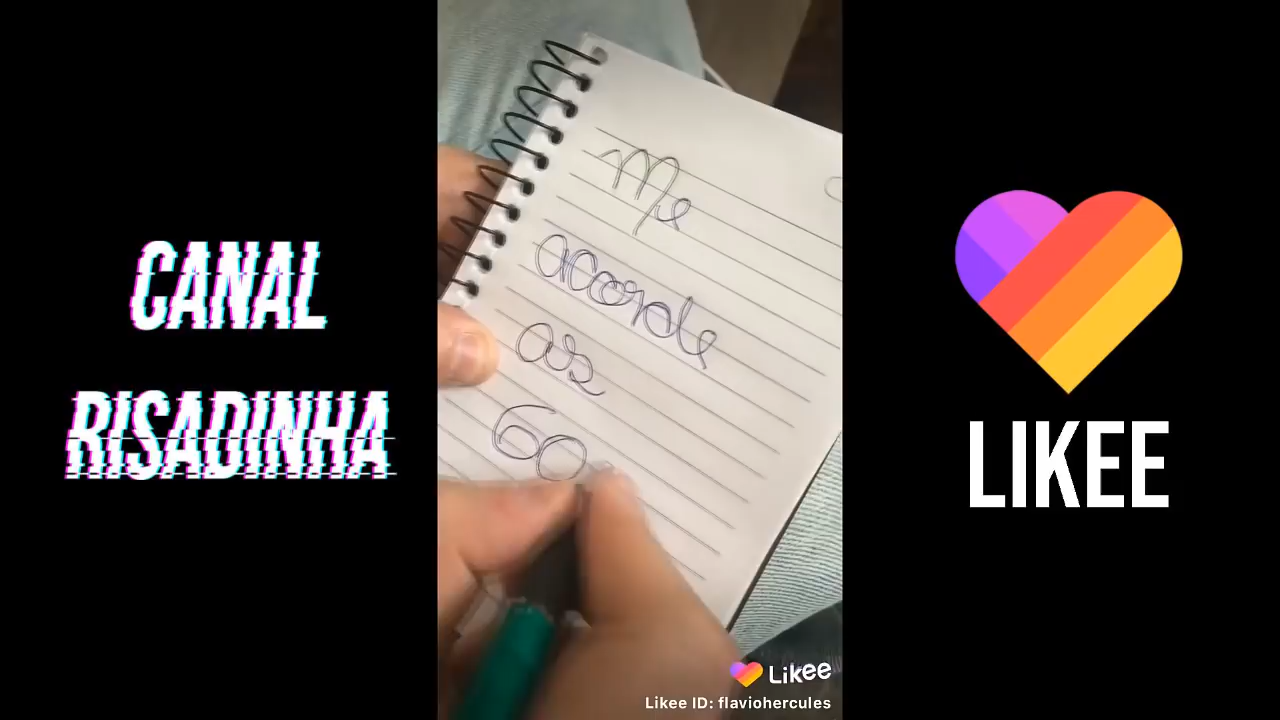 CANAL
RISADINHA
Me
acorde
as
60
LIKEE
Likee
Likee ID: flaviohercules